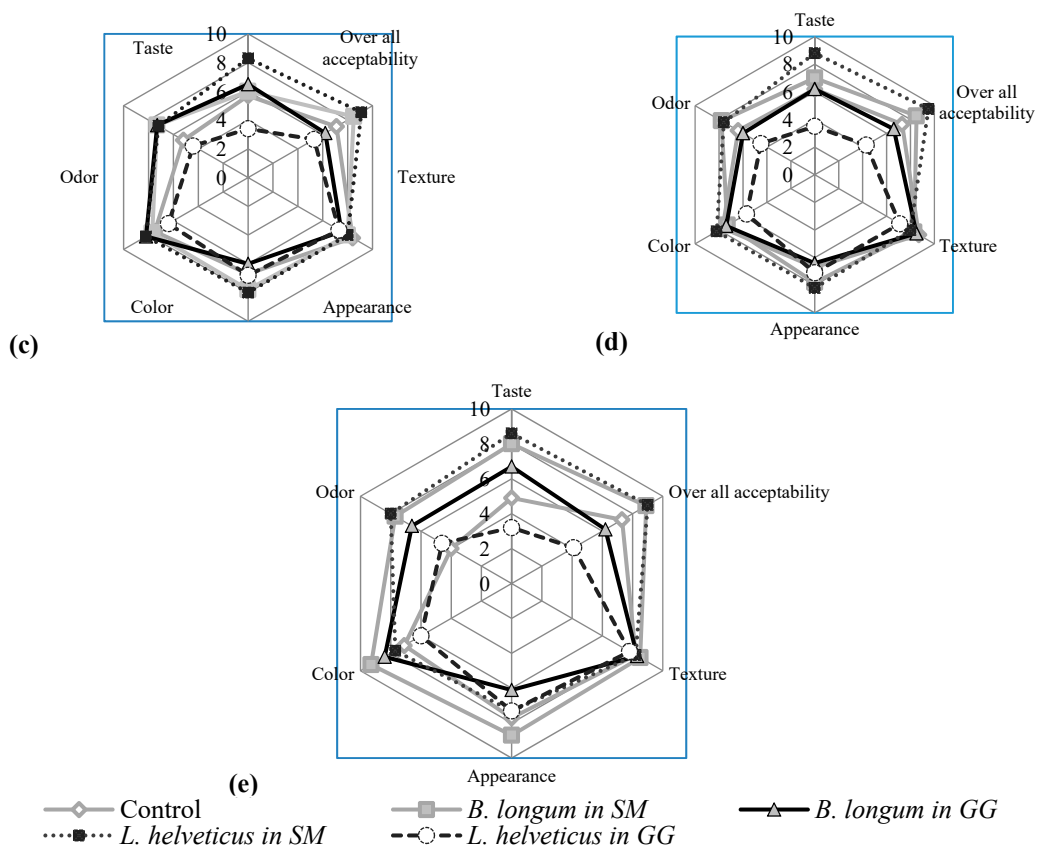 10
8
6
4
2
0
Taste
Over all
acceptability
Odor
Texture
Color
Appearance
(c)
Taste
10
8
6
4
2
0
Odor
Over all
acceptability
Color
Texture
Appearance
(d)
Taste
10
8
6
4
2
0
Odor
Over all acceptability
Color
Texture
Appearance
(e)
Control
B. longum in SM
B. longum in GG
L. helveticus in SM
L. helveticus in GG